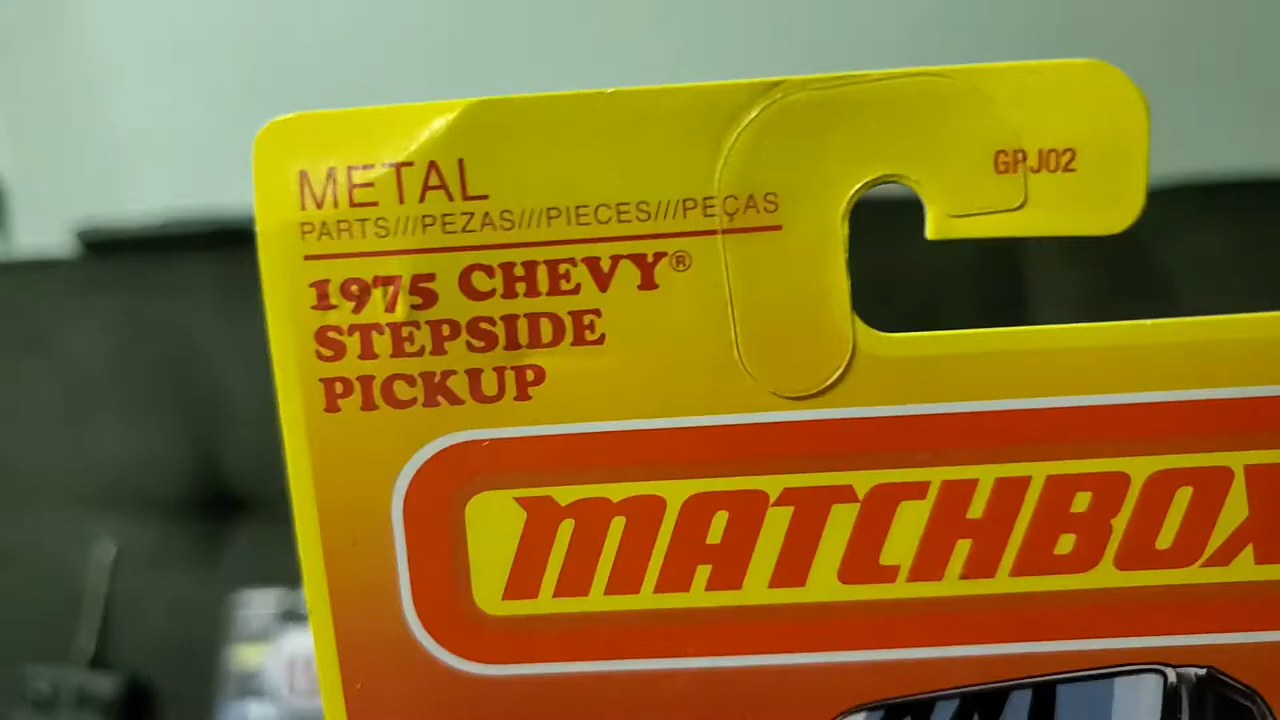 METAL
PARTS///PEZAS///PIECES///PEÇAS
1975 CHEVY®
STEPSIDE
PICKUP
GPJ02
MATCHBOX